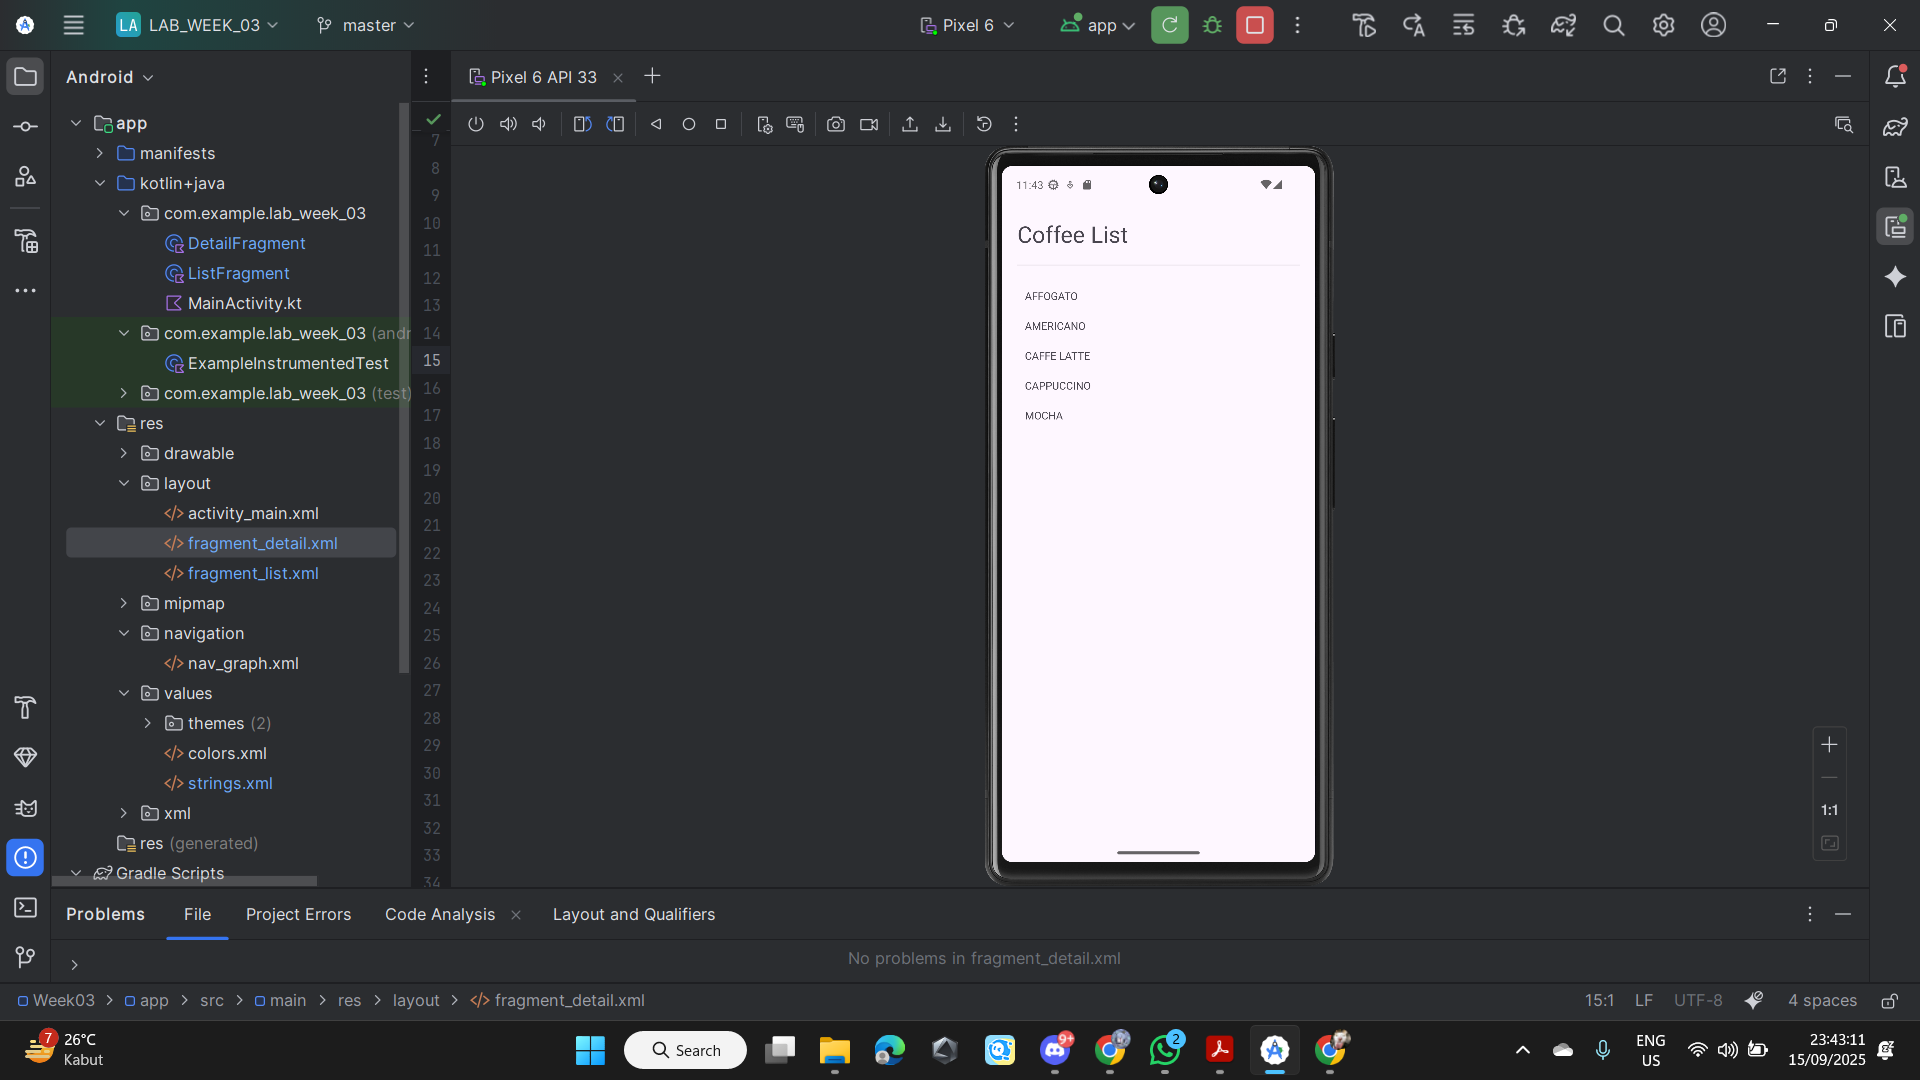 LA LAB_WEEK_03 master Pixel 6 app
Android
Pixel 6 API 33
app
manifests
kotlin+java
com.example.lab_week_03
DetailFragment
ListFragment
MainActivity.kt
com.example.lab_week_03 (andr
ExampleInstrumentedTest
com.example.lab_week_03 (test)
res
drawable
layout
activity_main.xml
fragment_detail.xml
fragment_list.xml
mipmap
navigation
nav_graph.xml
values
themes (2)
colors.xml
strings.xml
xml
res (generated)
Gradle Scripts
7
8
9
10
11
12
13
14
15
16
17
18
19
20
21
22
23
24
25
26
27
28
29
30
31
32
33
34
11:43
Coffee List
AFFOGATO
AMERICANO
CAFFE LATTE
CAPPUCCINO
MOCHA
1:1
Problems File Project Errors Code Analysis Layout and Qualifiers
No problems in fragment_detail.xml
Week03 app src main res layout fragment_detail.xml 15:1 LF UTF-8 4 spaces
7
26°C
Kabut
Search
9+
2
ENG
US
23:43:11
15/09/2025